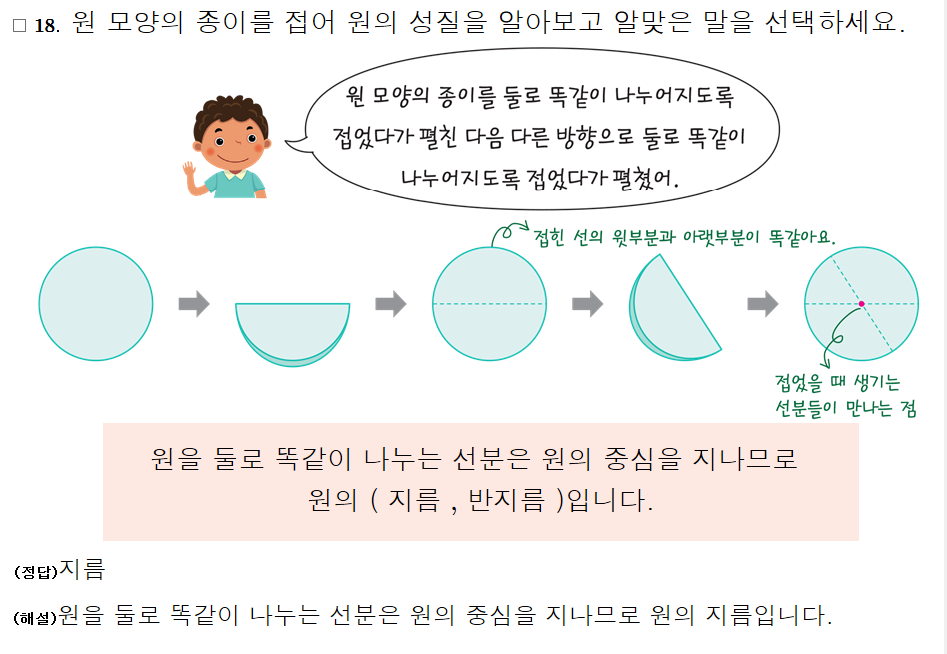 □ 18. 원 모양의 종이를 접어 원의 성질을 알아보고 알맞은 말을 선택하세요.
원 모양의 종이를 둘로 똑같이 나누어지도록
접었다가 펼친 다음 다른 방향으로 둘로 똑같이
나누어지도록 접었다가 펼쳤어.
접힌 선의 윗부분과 아랫부분이 똑같아요.
접었을 때 생기는
선분들이 만나는 점
원을 둘로 똑같이 나누는 선분은 원의 중심을 지나므로
원의 ( 지름 , 반지름 )입니다.
(정답)지름
(해설)원을 둘로 똑같이 나누는 선분은 원의 중심을 지나므로 원의 지름입니다.